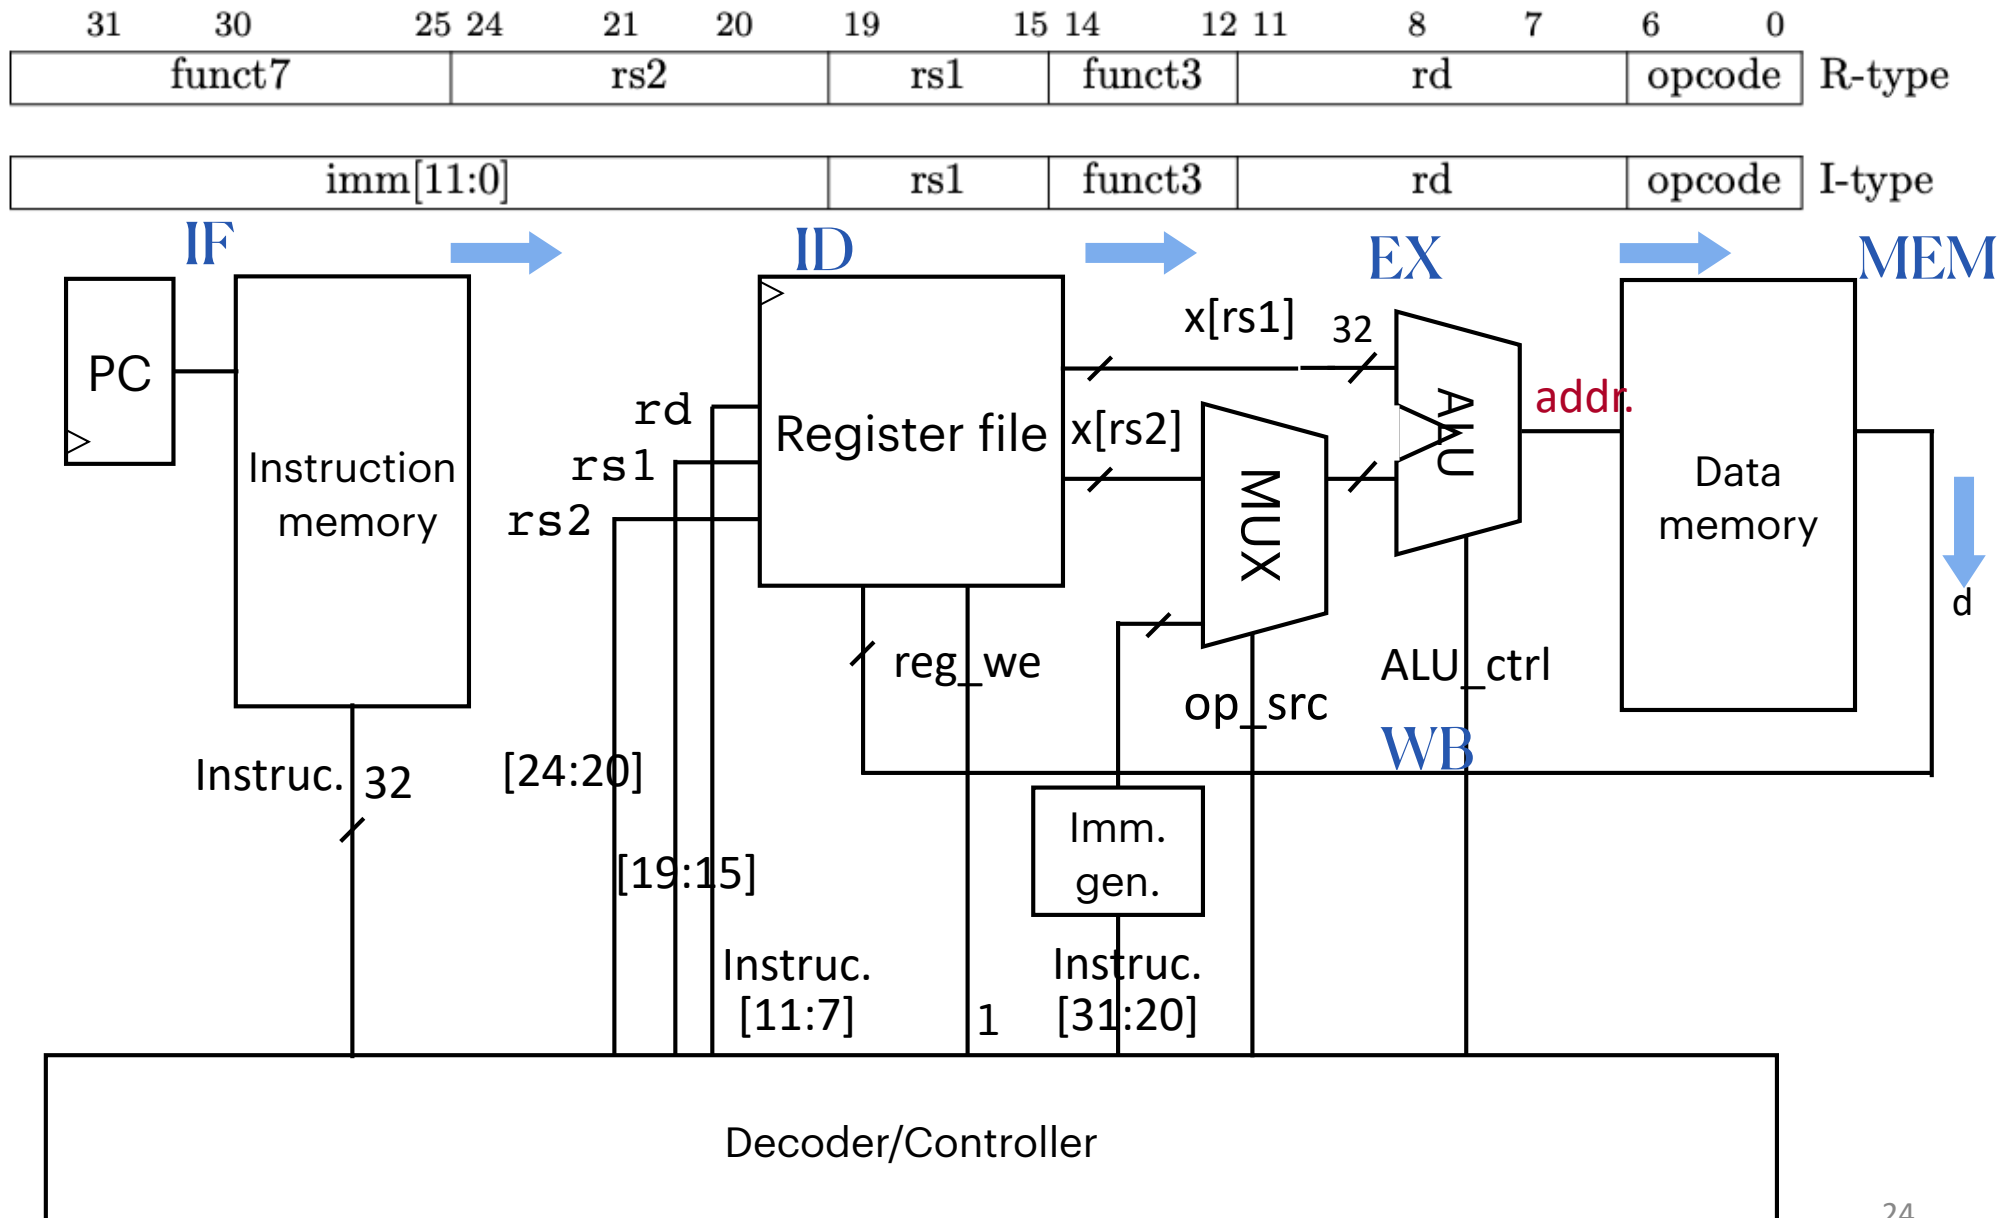 31 30 25 24 21 20 19 15 14 12 11 8 7 6 0
funct7 rs2 rs1 funct3 rd opcode R-type
imm[11:0] rs1 funct3 rd opcode I-type
IF ID EX MEM
PC
Instruction
memory
rd
rs1
rs2
Register file
x[rs1]
32
x[rs2]
MUX
ALU
addr.
Data
memory
d
reg_we
op_src
ALU_ctrl
WB
Instruc. 32
[24:20]
[19:15]
Instruc.
[11:7]
1
Imm.
gen.
Instruc.
[31:20]
Decoder/Controller
24